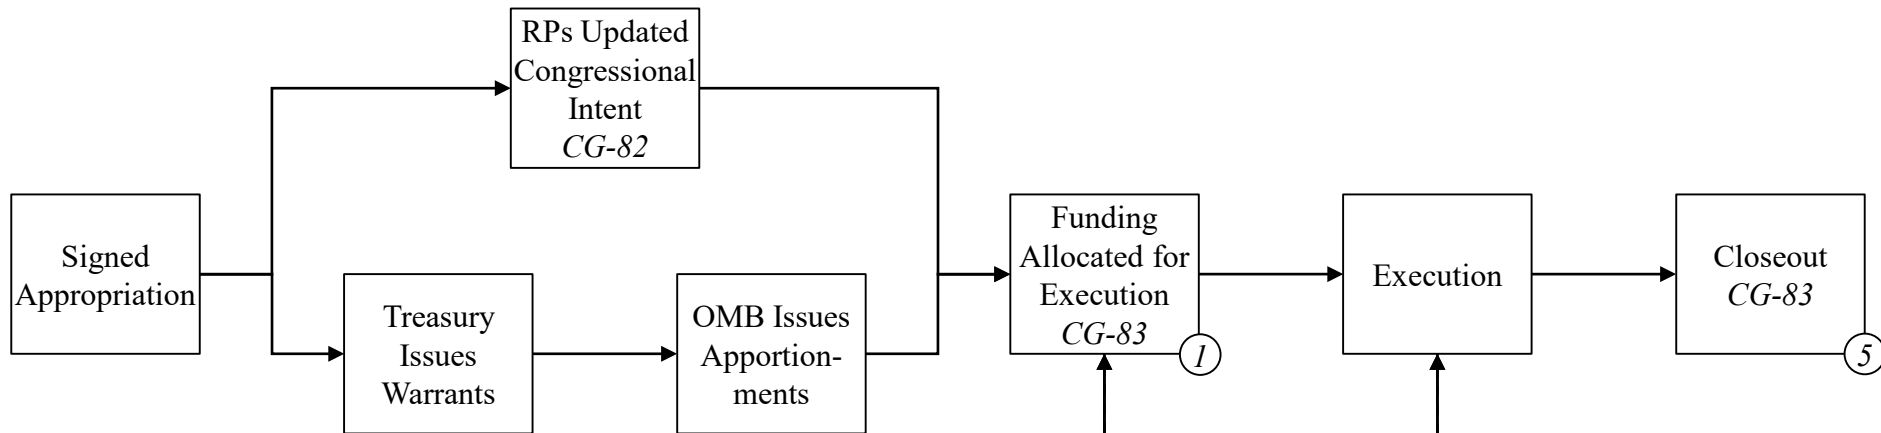 RPs Updated
Congressional
Intent
CG-82
Signed
Appropriation
Treasury
Issues
Warrants
OMB Issues
Apportion-
ments
Funding
Allocated for
Execution
CG-83
1
Execution
Closeout
CG-83
5